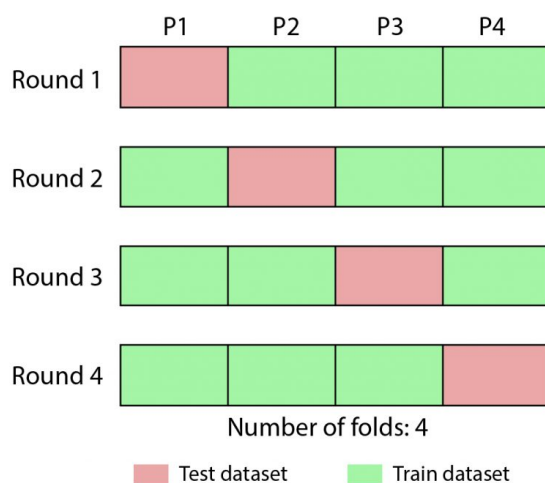 P1 P2 P3 P4
Round 1
Round 2
Round 3
Round 4
Number of folds: 4
Test dataset Train dataset